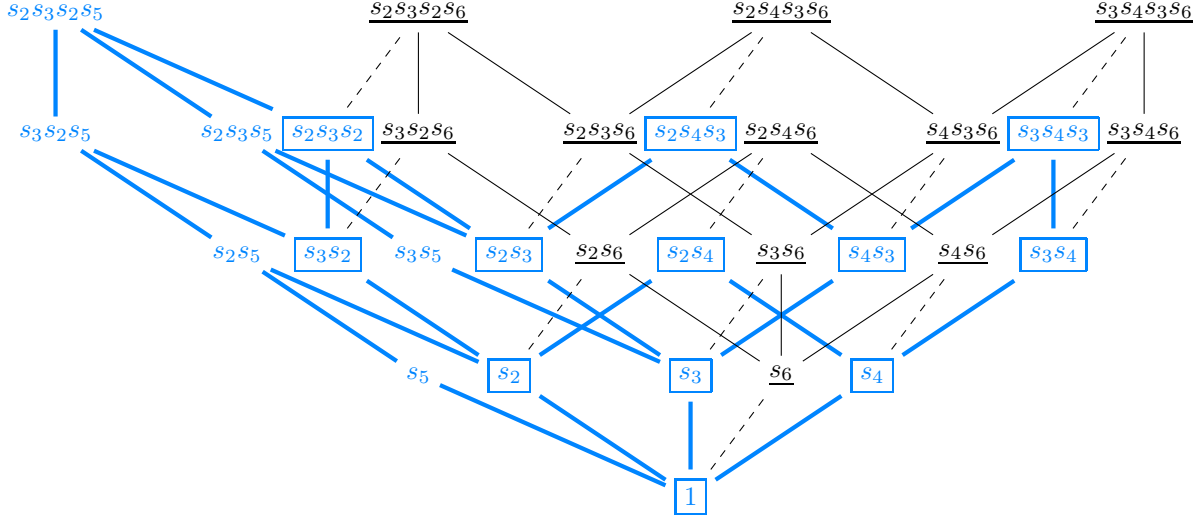 s₂s₃s₂s₅ s₂s₃s₂s₆ s₂s₄s₃s₆ s₃s₄s₃s₆
s₃s₂s₅ s₂s₃s₅ s₂s₃s₂ s₃s₂s₆ s₂s₃s₆ s₂s₄s₃ s₂s₄s₆ s₄s₃s₆ s₃s₄s₃ s₃s₄s₆
s₂s₅ s₃s₂ s₃s₅ s₂s₃ s₂s₆ s₂s₄ s₃s₆ s₄s₃ s₄s₆ s₃s₄
s₅ s₂ s₃ s₆ s₄
1